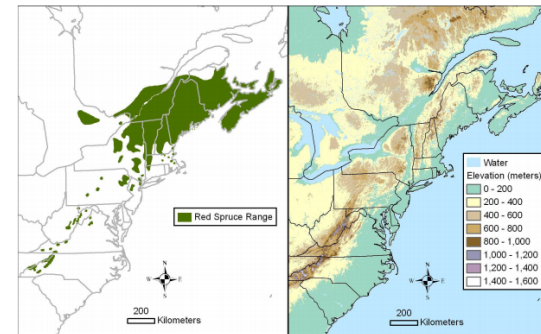 Red Spruce Range
N
W E
S
200
Kilometers
Water
Elevation (meters)
0 - 200
200 - 400
400 - 600
600 - 800
800 - 1,000
1,000 - 1,200
1,200 - 1,400
1,400 - 1,600
N
W E
S
200
Kilometers